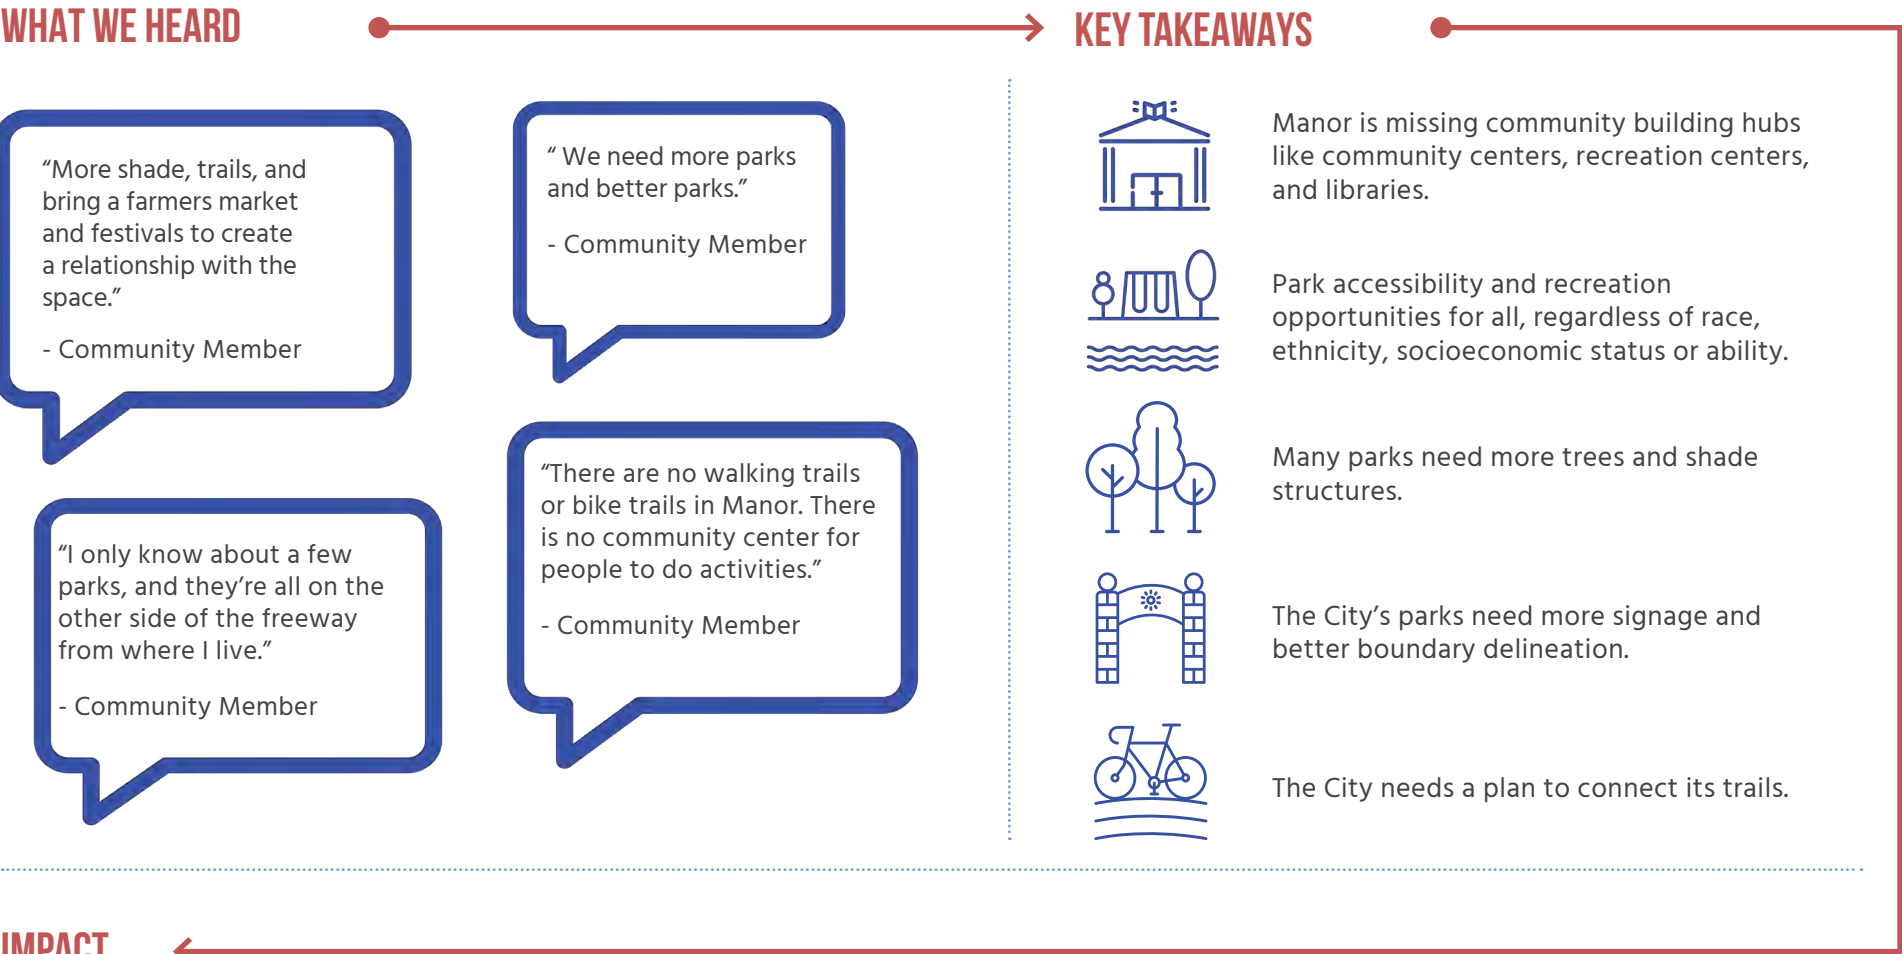 WHAT WE HEARD
“More shade, trails, and
bring a farmers market
and festivals to create
a relationship with the
space.”
- Community Member
“ We need more parks
and better parks.”
- Community Member
“I only know about a few
parks, and they’re all on the
other side of the freeway
from where I live.”
- Community Member
“There are no walking trails
or bike trails in Manor. There
is no community center for
people to do activities.”
- Community Member
KEY TAKEAWAYS
Manor is missing community building hubs
like community centers, recreation centers,
and libraries.
Park accessibility and recreation
opportunities for all, regardless of race,
ethnicity, socioeconomic status or ability.
Many parks need more trees and shade
structures.
The City’s parks need more signage and
better boundary delineation.
The City needs a plan to connect its trails.
IMPACT